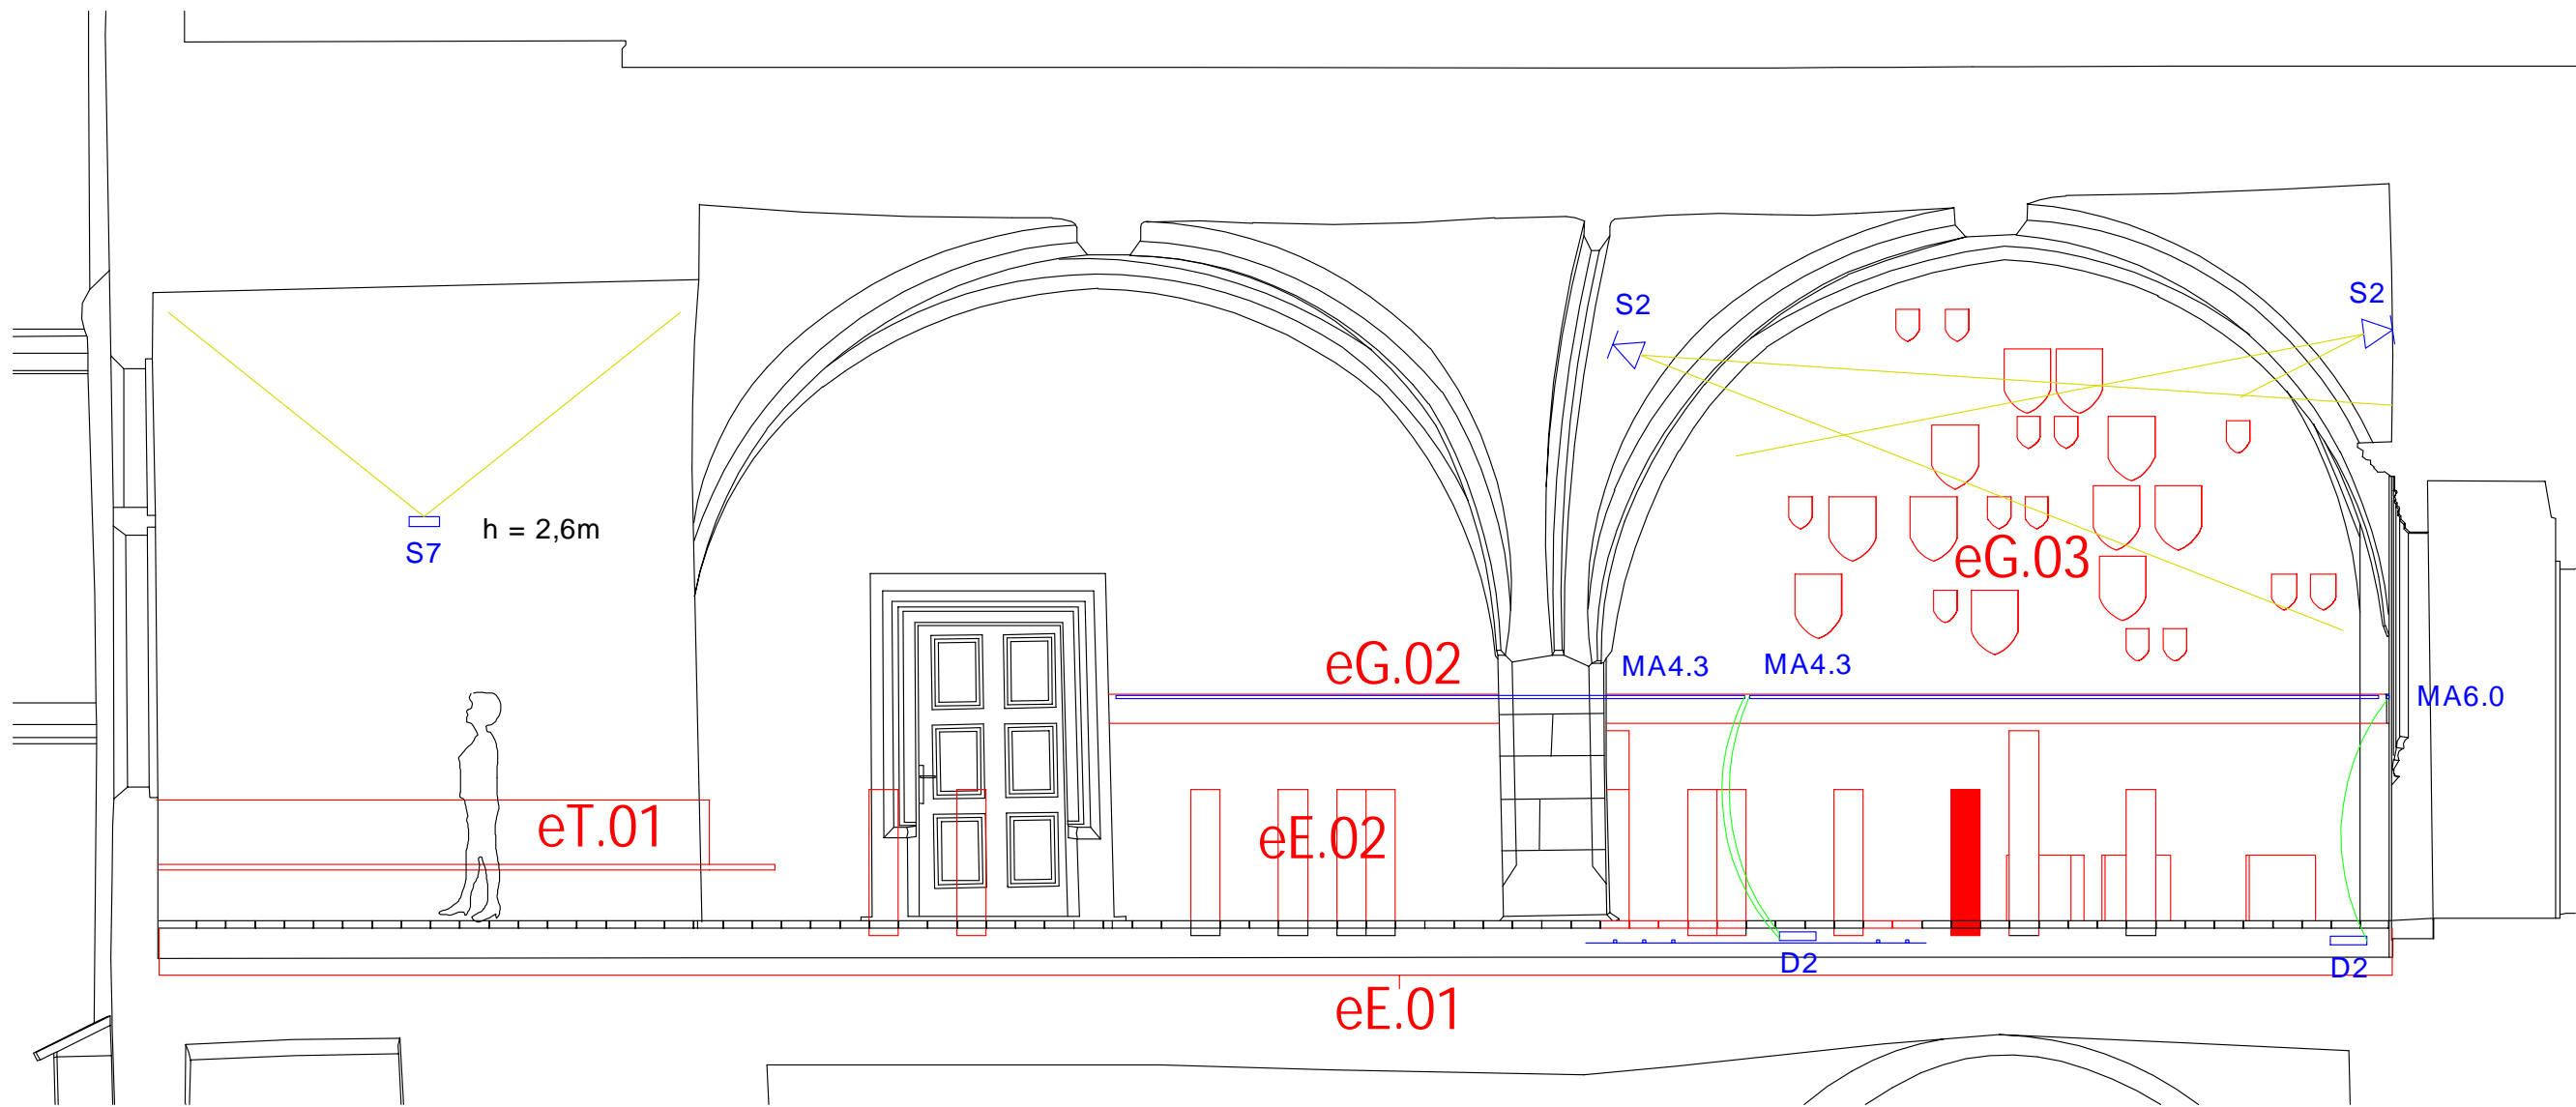 S2
S2
h = 2,6m
S7
eG.03
eG.02
MA4.3
MA4.3
MA6.0
eT.01
eE.02
D2
D2
eE.01